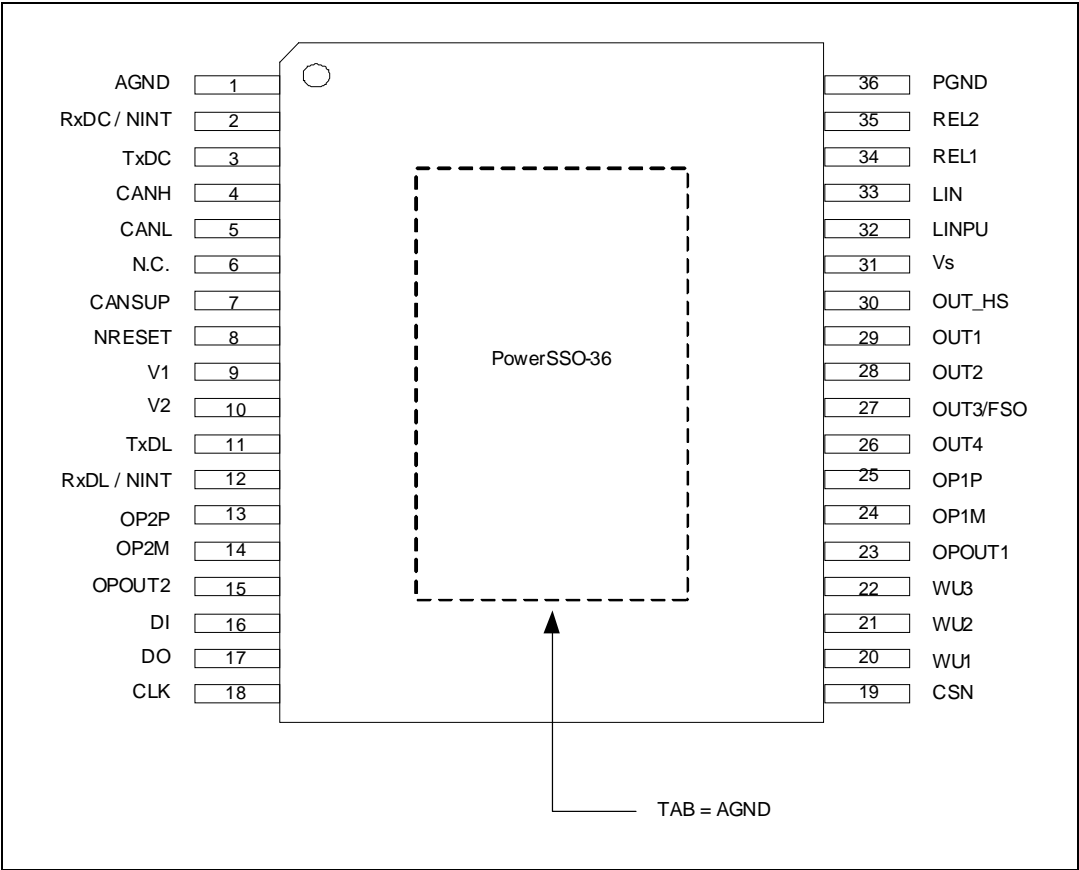 AGND 1
RxDC / NINT 2
TxDC 3
CANH 4
CANL 5
N.C. 6
CANSUP 7
NRESET 8
V1 9
V2 10
TxDL 11
RxDL / NINT 12
OP2P 13
OP2M 14
OPOUT2 15
DI 16
DO 17
CLK 18
PowerSSO-36
36 PGND
35 REL2
34 REL1
33 LIN
32 LINPU
31 Vs
30 OUT_HS
29 OUT1
28 OUT2
27 OUT3/FSO
26 OUT4
25 OP1P
24 OP1M
23 OPOUT1
22 WU3
21 WU2
20 WU1
19 CSN
TAB = AGND